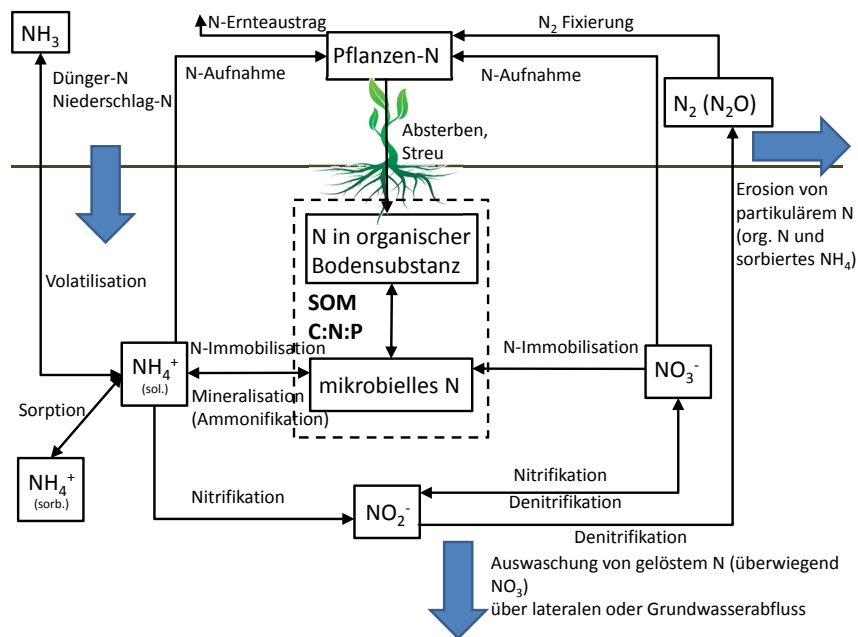 N-Ernteaustrag
N₂ Fixierung
NH₃
Pflanzen-N
N-Aufnahme
N-Aufnahme
Dünger-N
Niederschlag-N
N₂ (N₂O)
Absterben,
Streu
Erosion von
partikulärem N
(org. N und
sorbiertes NH₄)
N in organischer
Bodensubstanz
Volatilisation
SOM
C:N:P
N-Immobilisation
N-Immobilisation
NH₄⁺
(sol.)
mikrobielles N
NO₃⁻
Mineralisation
(Ammonifikation)
Sorption
NH₄⁺
(sorb.)
Nitrifikation
Nitrifikation
Denitrifikation
NO₂⁻
Denitrifikation
Auswaschung von gelöstem N (überwiegend
NO₃)
über lateralen oder Grundwasserabfluss